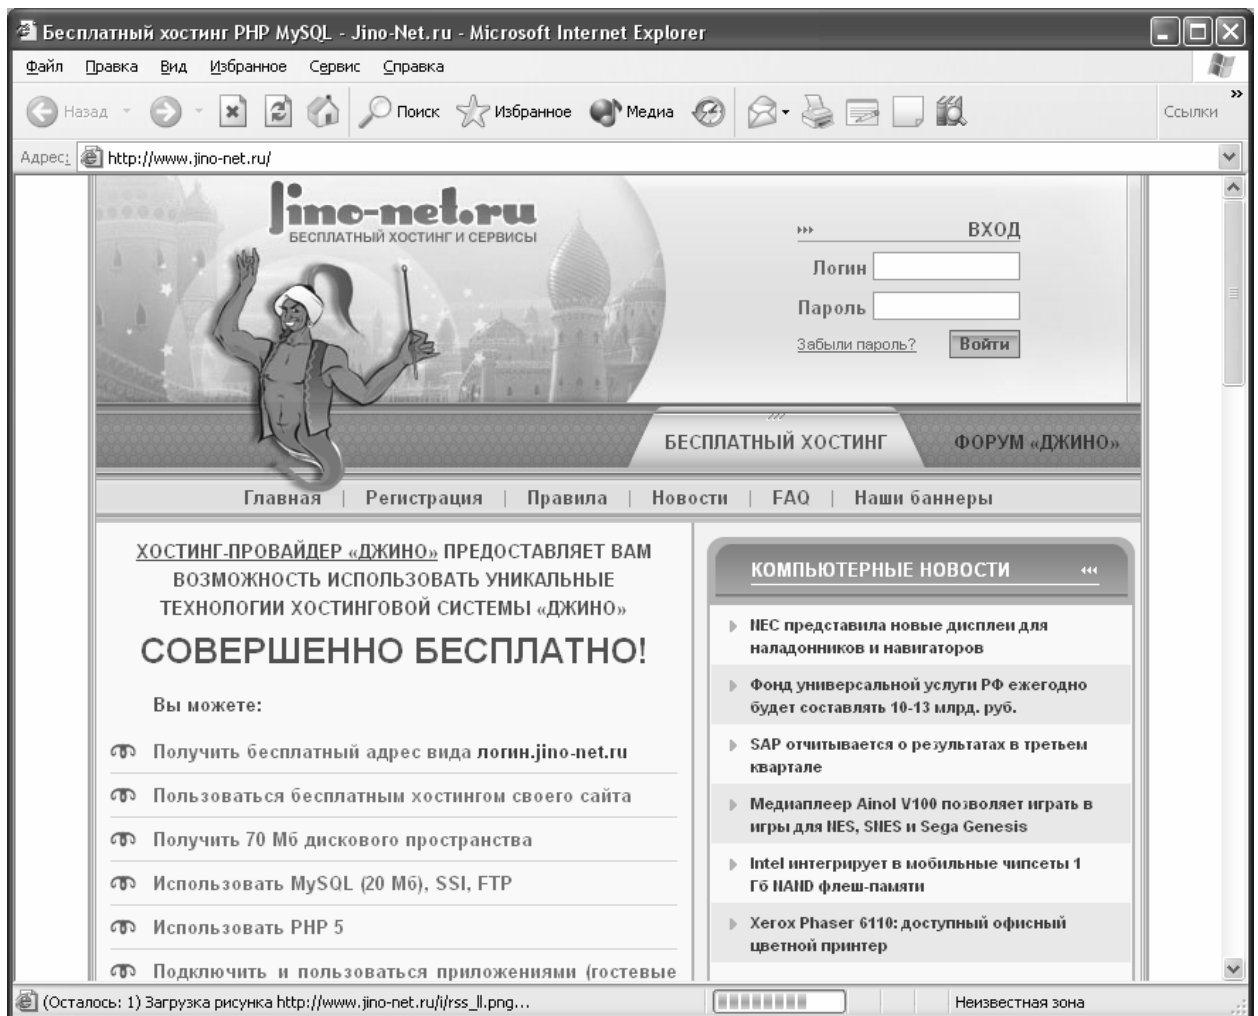 Бесплатный хостинг PHP MySQL - Jino-Net.ru - Microsoft Internet Explorer
Файл Правка Вид Избранное Сервис Справка
Назад Поиск Избранное Медиа Ссылки »
Адрес: http://www.jino-net.ru/
Jino-net.ru
БЕСПЛАТНЫЙ ХОСТИНГ И СЕРВИСЫ
ВХОД
Логин
Пароль
Забыли пароль? Войти
БЕСПЛАТНЫЙ ХОСТИНГ ФОРУМ «ДЖИНО»
Главная | Регистрация | Правила | Новости | FAQ | Наши баннеры
ХОСТИНГ-ПРОВАЙДЕР «ДЖИНО» ПРЕДОСТАВЛЯЕТ ВАМ
ВОЗМОЖНОСТЬ ИСПОЛЬЗОВАТЬ УНИКАЛЬНЫЕ
ТЕХНОЛОГИИ ХОСТИНГОВОЙ СИСТЕМЫ «ДЖИНО»
СОВЕРШЕННО БЕСПЛАТНО!
Вы можете:
Получить бесплатный адрес вида логин.jino-net.ru
Пользоваться бесплатным хостингом своего сайта
Получить 70 Мб дискового пространства
Использовать MySQL (20 Мб), SSI, FTP
Использовать PHP 5
Подключить и пользоваться приложениями (гостевые
КОМПЬЮТЕРНЫЕ НОВОСТИ
NEC представила новые дисплеи для
наладонников и навигаторов
Фонд универсальной услуги РФ ежегодно
будет составлять 10-13 млрд. руб.
SAP отчитывается о результатах в третьем
квартале
Медиаплеер Ainol V100 позволяет играть в
игры для NES, SNES и Sega Genesis
Intel интегрирует в мобильные чипсеты 1
Гб NAND флеш-памяти
Xerox Phaser 6110: доступный офисный
цветной принтер
(Осталось: 1) Загрузка рисунка http://www.jino-net.ru/i/rss_ll.png... Неизвестная зона